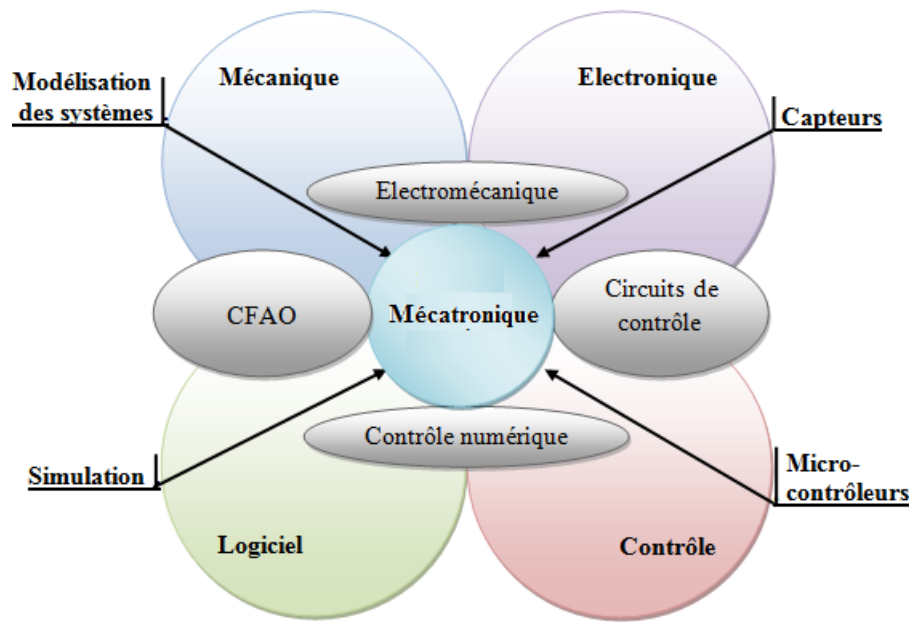 Mécanique
Electronique
Modélisation
des systèmes
Capteurs
Electromécanique
CFAO
Mécatronique
Circuits de
contrôle
Contrôle numérique
Simulation
Micro-
contrôleurs
Logiciel
Contrôle